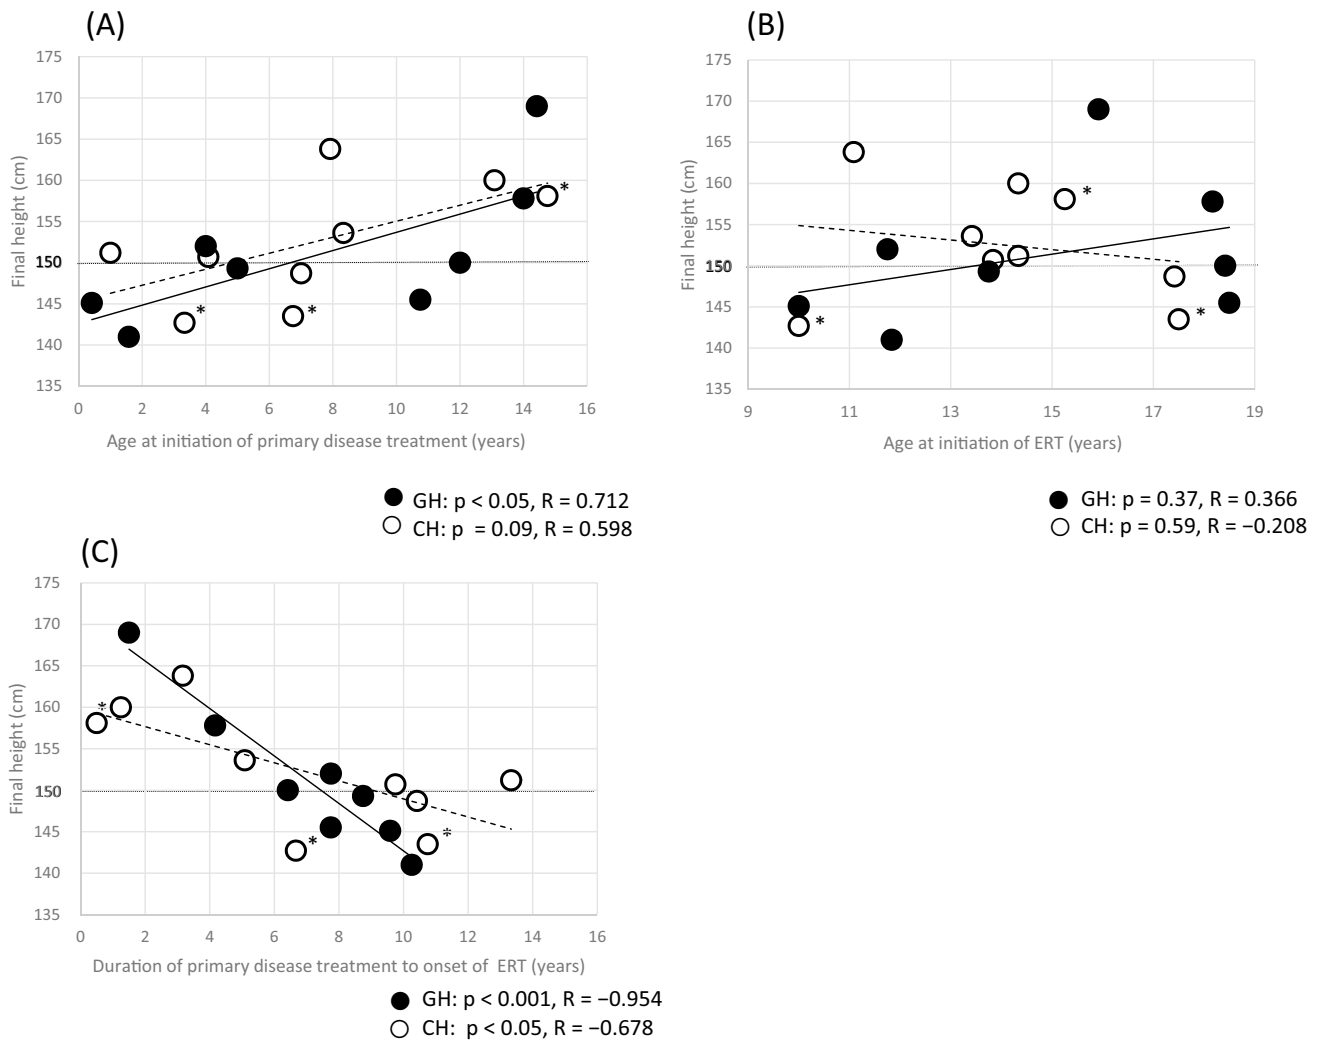 (A)
175
170
165
160
155
150
145
140
135
Final height (cm)
*
*
*
0 2 4 6 8 10 12 14 16
Age at initiation of primary disease treatment (years)
GH: p < 0.05, R = 0.712
CH: p = 0.09, R = 0.598
(B)
175
170
165
160
155
150
145
140
135
Final height (cm)
*
*
*
9 11 13 15 17 19
Age at initiation of ERT (years)
GH: p = 0.37, R = 0.366
CH: p = 0.59, R = −0.208
(C)
175
170
165
160
155
150
145
140
135
Final height (cm)
*
*
*
0 2 4 6 8 10 12 14 16
Duration of primary disease treatment to onset of ERT (years)
GH: p < 0.001, R = −0.954
CH: p < 0.05, R = −0.678